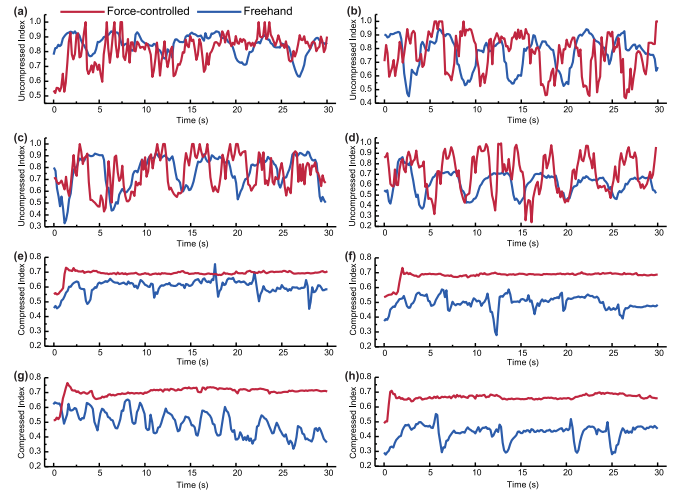 (a) Force-controlled Freehand (b)
Uncompressed Index 0.9 0.8 0.7 0.6 0.5
0 5 10 15 20 25 30
Time (s)
Uncompressed Index 1.0 0.9 0.8 0.7 0.6 0.5 0.4
0 5 10 15 20 25 30
Time (s)
(c)
Uncompressed Index 1.0 0.9 0.8 0.7 0.6 0.5 0.4 0.3
0 5 10 15 20 25 30
Time (s)
(d)
Uncompressed Index 1.0 0.9 0.8 0.7 0.6 0.5 0.4 0.3 0.2
0 5 10 15 20 25 30
Time (s)
(e)
Compressed Index 0.8 0.7 0.6 0.5 0.4 0.3 0.2
0 5 10 15 20 25 30
Time (s)
(f)
Compressed Index 0.8 0.7 0.6 0.5 0.4 0.3 0.2
0 5 10 15 20 25 30
Time (s)
(g)
Compressed Index 0.8 0.7 0.6 0.5 0.4 0.3 0.2
0 5 10 15 20 25 30
Time (s)
(h)
Compressed Index 0.8 0.7 0.6 0.5 0.4 0.3 0.2
0 5 10 15 20 25 30
Time (s)